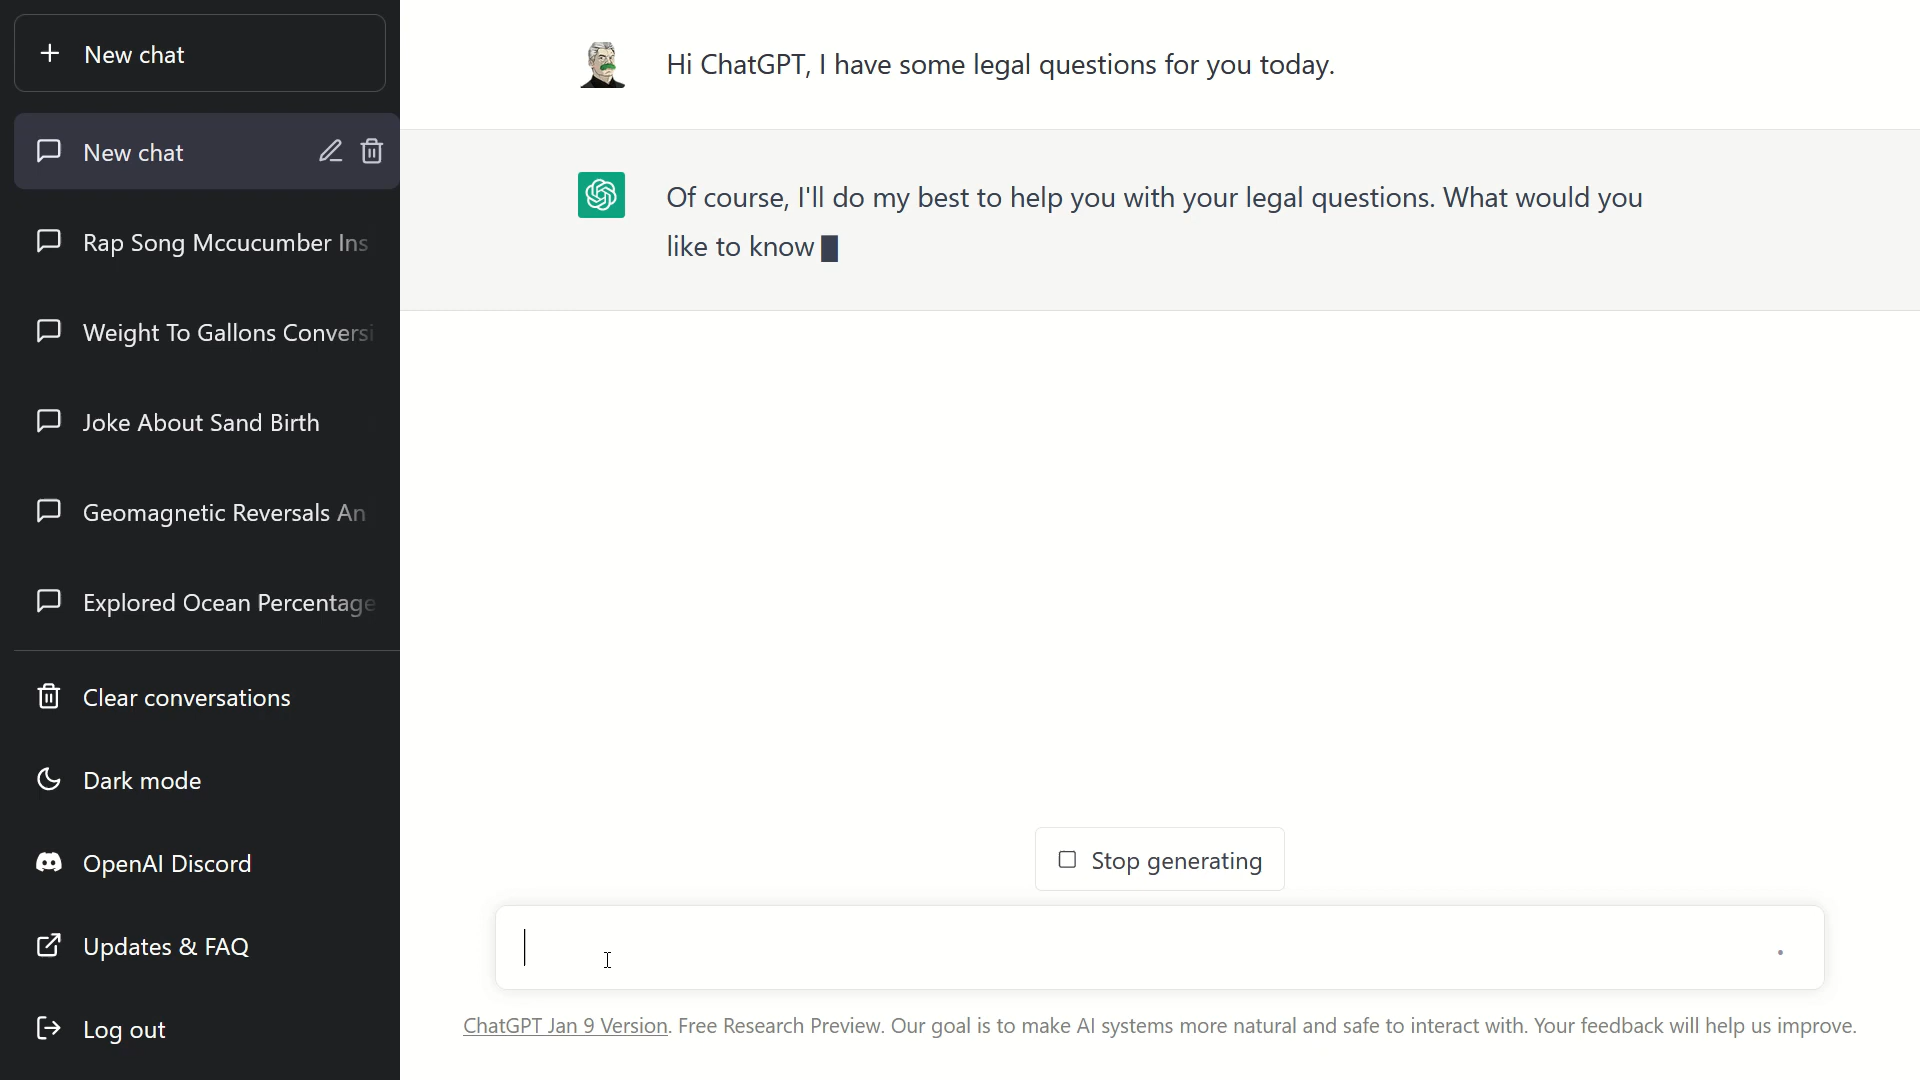 New chat
New chat
Rap Song Mccucumber Ins
Weight To Gallons Conversi
Joke About Sand Birth
Geomagnetic Reversals An
Explored Ocean Percentage
Clear conversations
Dark mode
OpenAI Discord
Updates & FAQ
Log out
Hi ChatGPT, I have some legal questions for you today.
Of course, I'll do my best to help you with your legal questions. What would you
like to know
Stop generating
ChatGPT Jan 9 Version. Free Research Preview. Our goal is to make AI systems more natural and safe to interact with. Your feedback will help us improve.